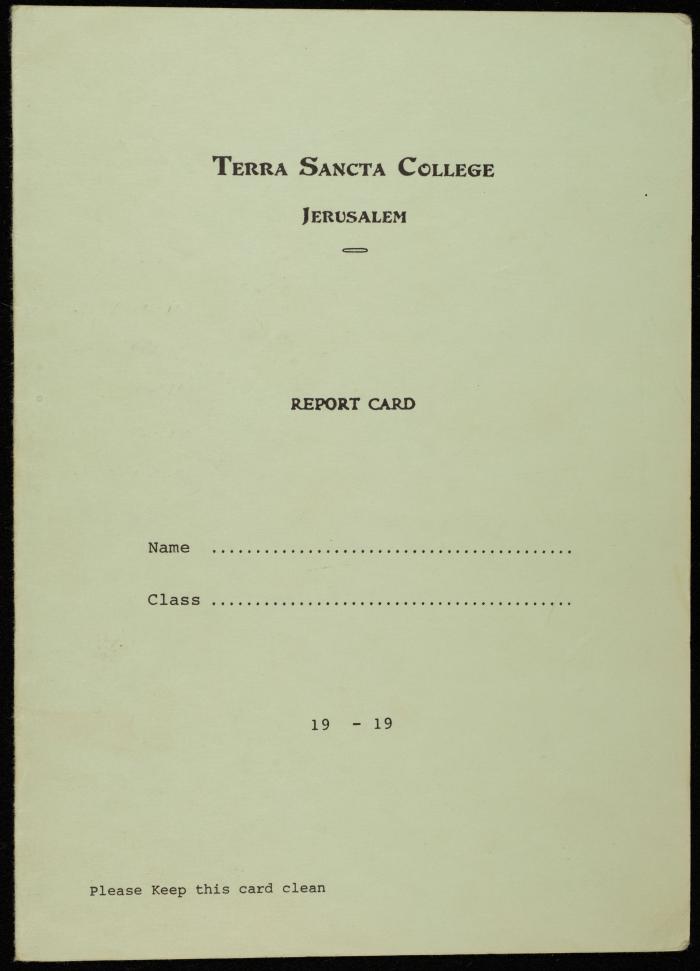 TERRA SANCTA COLLEGE
JERUSALEM
REPORT CARD
Name .........................................
Class .........................................
19 - 19
Please Keep this card clean